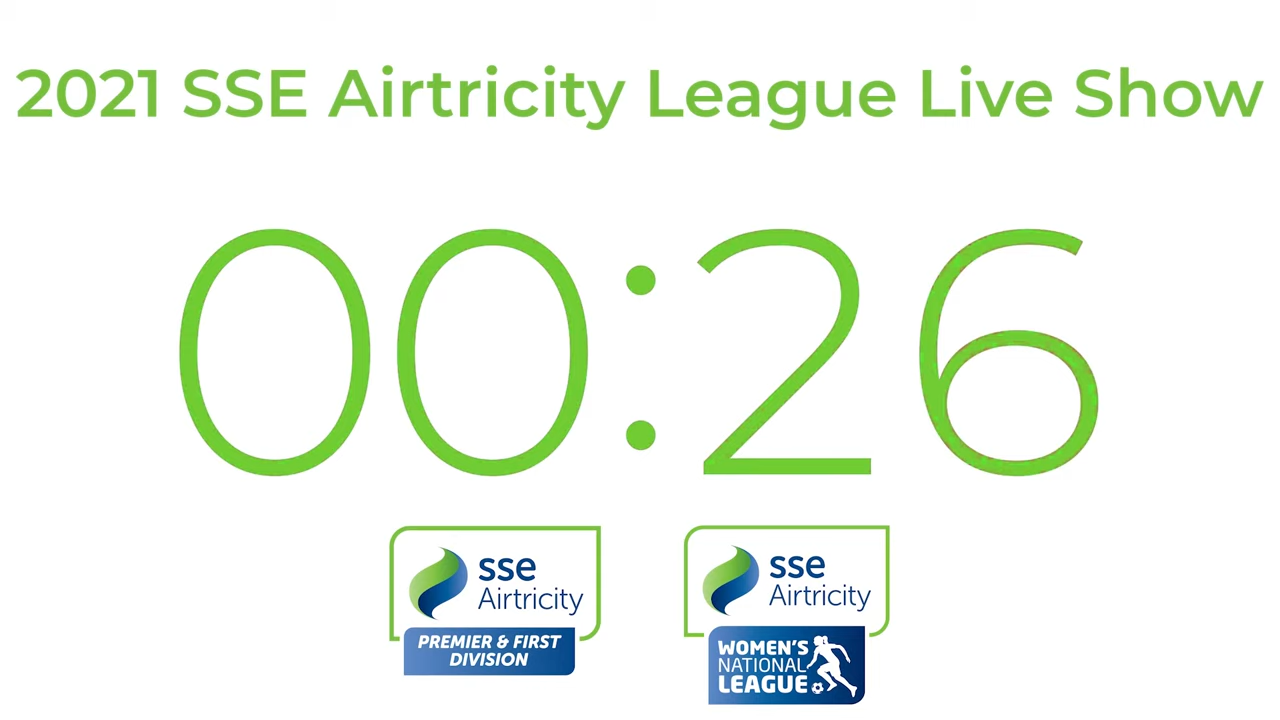 2021 SSE Airtricity League Live Show
00:26
sse
Airtricity
PREMIER & FIRST
DIVISION
sse
Airtricity
WOMEN'S
NATIONAL
LEAGUE